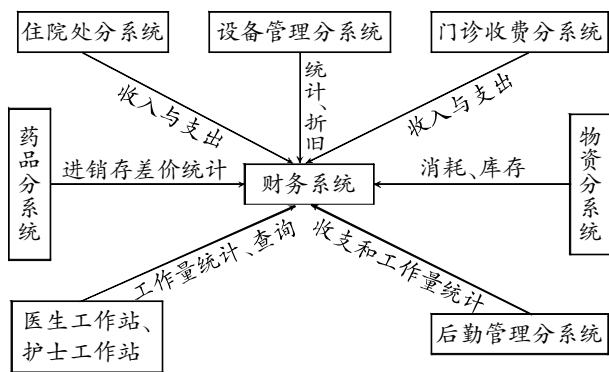 住院处分系统
设备管理分系统
门诊收费分系统
收入与支出
统计、折旧
收入与支出
药品分系统
进销存差价统计
财务系统
消耗、库存
物资分系统
工作量统计、查询
收支和工作量统计
医生工作站、
护士工作站
后勤管理分系统